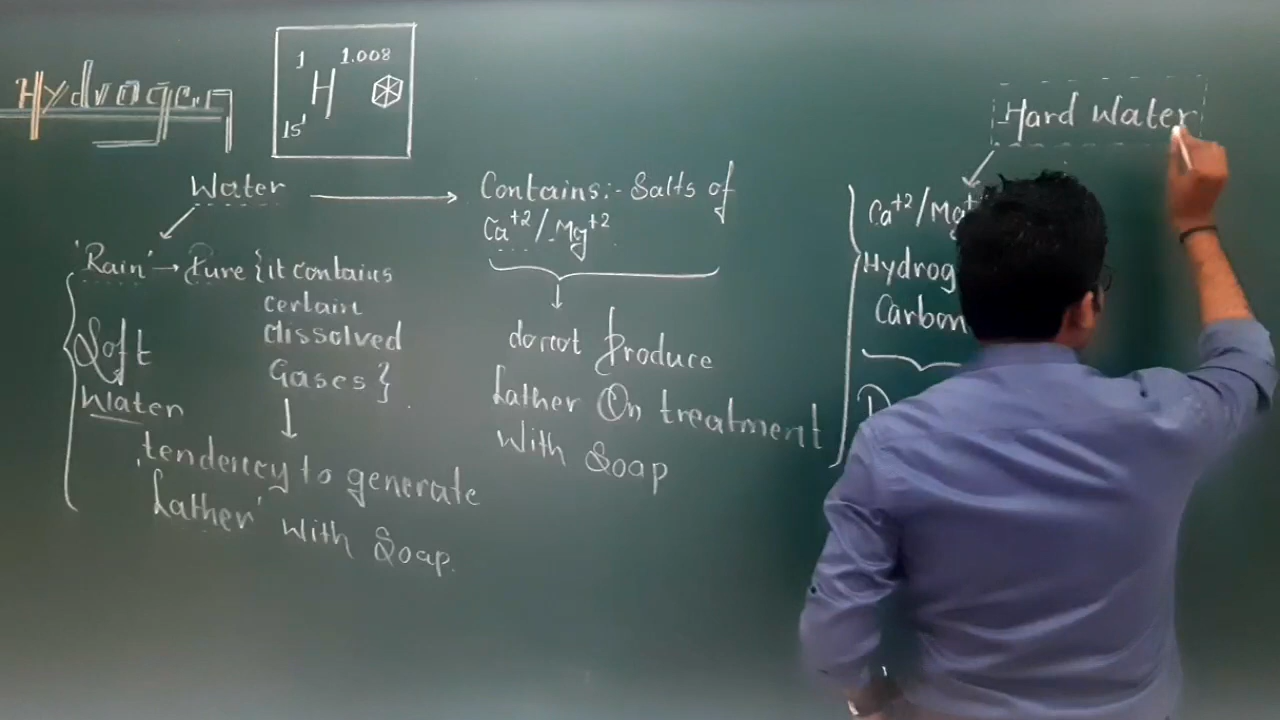 Hydrogen
1 1.008
H
1s¹
Hard Water
Water → Contains:- Salts of
Ca⁺²/Mg⁺²
'Rain' → Pure {it contains
certain
dissolved
Gases}
Soft
Water
tendency to generate
'Lather' with Soap.
do not produce
Lather On treatment
With Soap
Ca⁺²/Mg⁺
Hydrog
Carbon
D